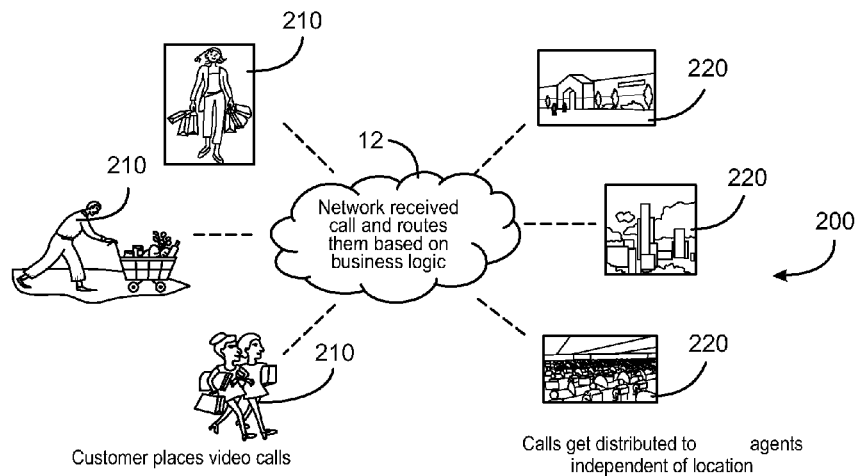 210
220
12
210
220
Network received
call and routes
them based on
business logic
200
210
220
Customer places video calls
Calls get distributed to agents
independent of location